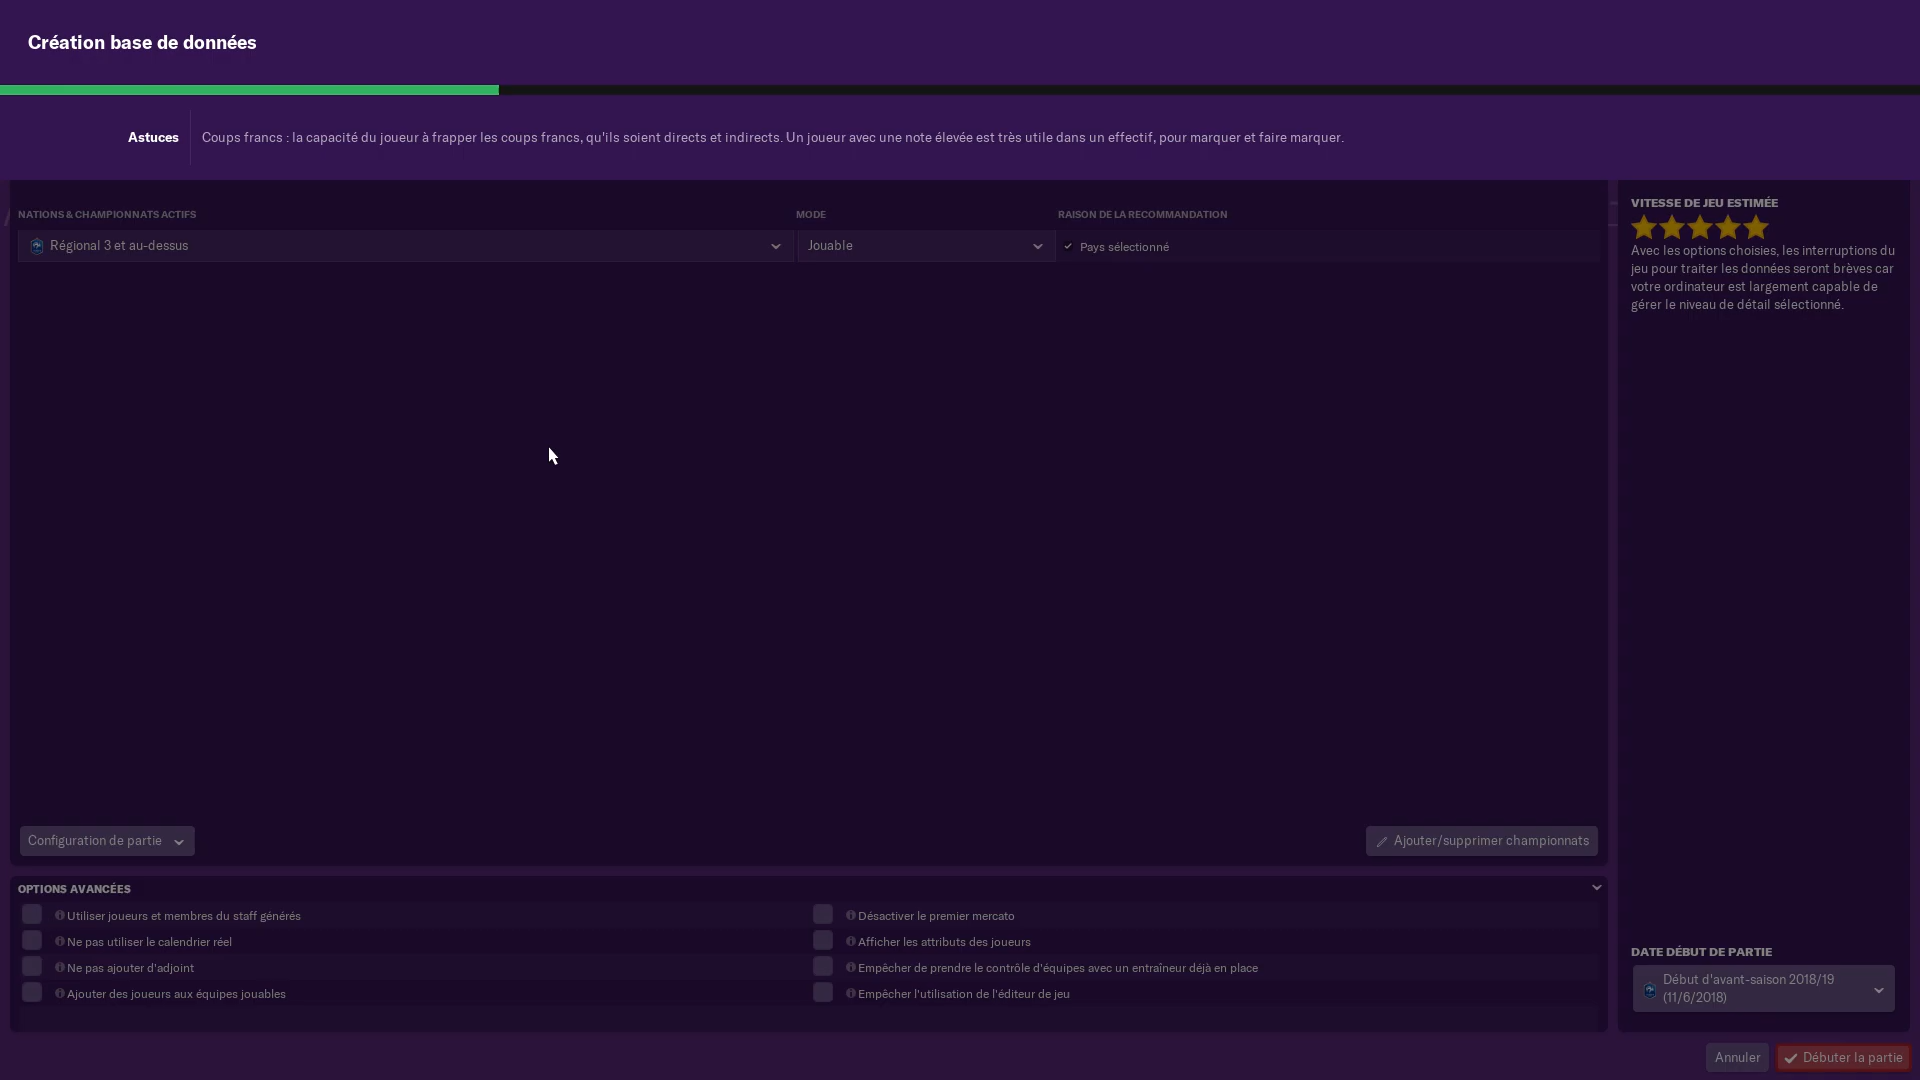 Création base de données
Astuces
Coups francs : la capacité du joueur à frapper les coups francs, qu'ils soient directs et indirects. Un joueur avec une note élevée est très utile dans un effectif, pour marquer et faire marquer.
NATIONS & CHAMPIONNATS ACTIFS
MODE
RAISON DE LA RECOMMANDATION
Régional 3 et au-dessus
Jouable
Pays sélectionné
VITESSE DE JEU ESTIMÉE
Avec les options choisies, les interruptions du
jeu pour traiter les données seront brèves car
votre ordinateur est largement capable de
gérer le niveau de détail sélectionné.
Configuration de partie
Ajouter/supprimer championnats
OPTIONS AVANCÉES
Utiliser joueurs et membres du staff générés
Désactiver le premier mercato
Ne pas utiliser le calendrier réel
Afficher les attributs des joueurs
Ne pas ajouter d'adjoint
Empêcher de prendre le contrôle d'équipes avec un entraîneur déjà en place
Ajouter des joueurs aux équipes jouables
Empêcher l'utilisation de l'éditeur de jeu
DATE DÉBUT DE PARTIE
Début d'avant-saison 2018/19
(11/6/2018)
Annuler
Débuter la partie